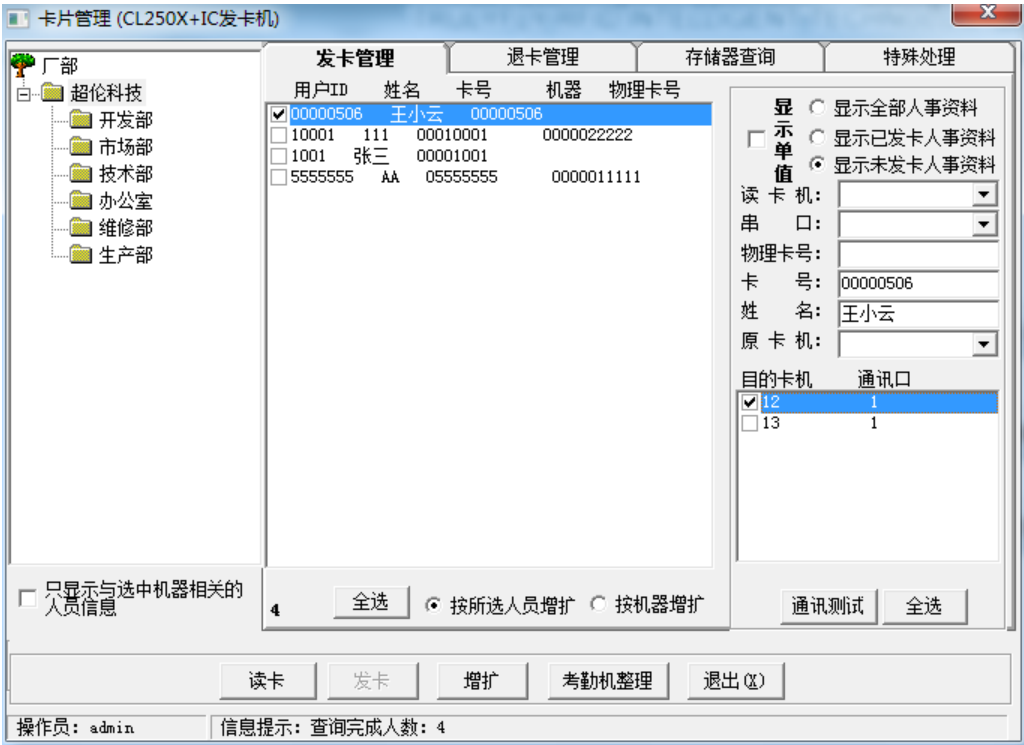 卡片管理 (CL250X+IC发卡机)
厂部
超伦科技
开发部
市场部
技术部
办公室
维修部
生产部
只显示与选中机器相关的
人员信息
发卡管理 退卡管理 存储器查询 特殊处理
用户ID 姓名 卡号 机器 物理卡号
00000506 王小云 00000506
10001 111 00010001 0000022222
1001 张三 00001001
5555555 AA 05555555 0000011111
4 全选 按所选人员增扩 按机器增扩
显示单值
显示全部人事资料
显示已发卡人事资料
显示未发卡人事资料
读 卡 机:
串 口:
物理卡号:
卡 号: 00000506
姓 名: 王小云
原 卡 机:
目的卡机 通讯口
12 1
13 1
通讯测试 全选
读卡 发卡 增扩 考勤机整理 退出(X)
操作员: admin 信息提示: 查询完成人数: 4